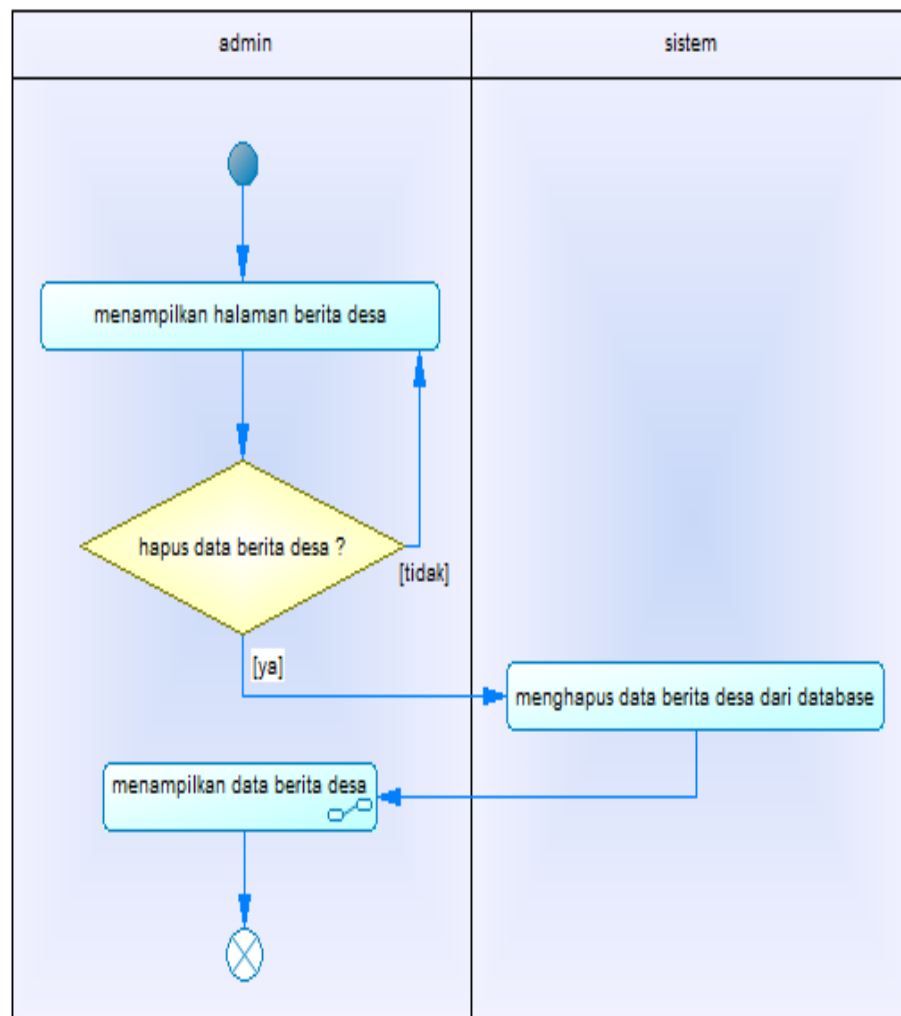 admin
sistem
menampilkan halaman berita desa
hapus data berita desa ?
[tidak]
[ya]
menghapus data berita desa dari database
menampilkan data berita desa